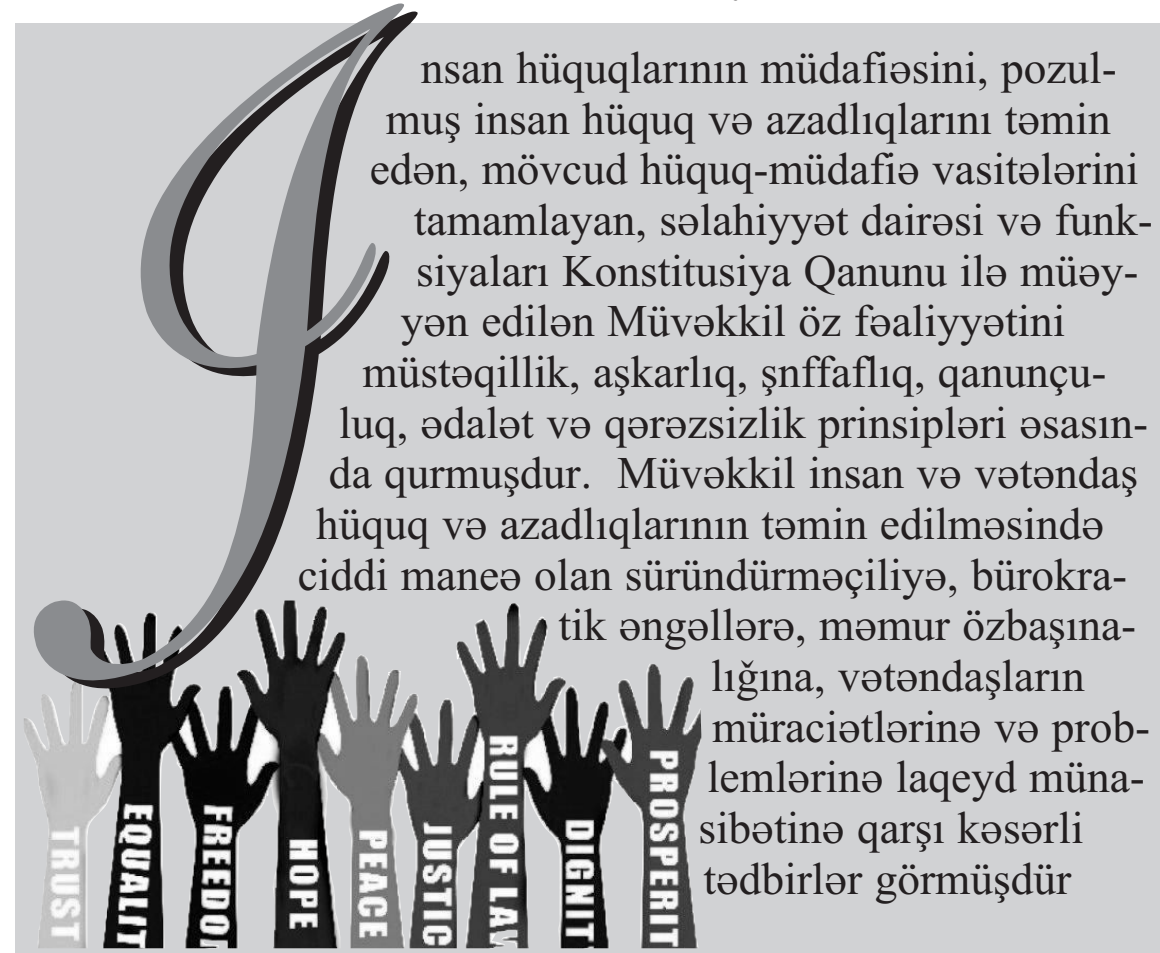 İnsan hüquqlarının müdafiəsini, pozul-
muş insan hüquq və azadlıqlarını təmin
edən, mövcud hüquq-müdafiə vasitələrini
tamamlayan, səlahiyyət dairəsi və funk-
siyaları Konstitusiya Qanunu ilə müəy-
yən edilən Müvəkkil öz fəaliyyətini
müstəqillik, aşkarlıq, şnffaflıq, qanunçu-
luq, ədalət və qərəzsizlik prinsipləri əsasın-
da qurmuşdur. Müvəkkil insan və vətəndaş
hüquq və azadlıqlarının təmin edilməsində
ciddi maneə olan süründürməçiliyə, bürokra-
tik əngəllərə, məmur özbaşına-
lığına, vətəndaşların
müraciətlərinə və prob-
lemlərinə laqeyd müna-
sibətinə qarşı kəsərli
tədbirlər görmüşdür
TRUST
EQUALIT
FREEDOM
HOPE
PEACE
JUSTIC
RULE OF LAW
DIGNIT
PROSPERIT